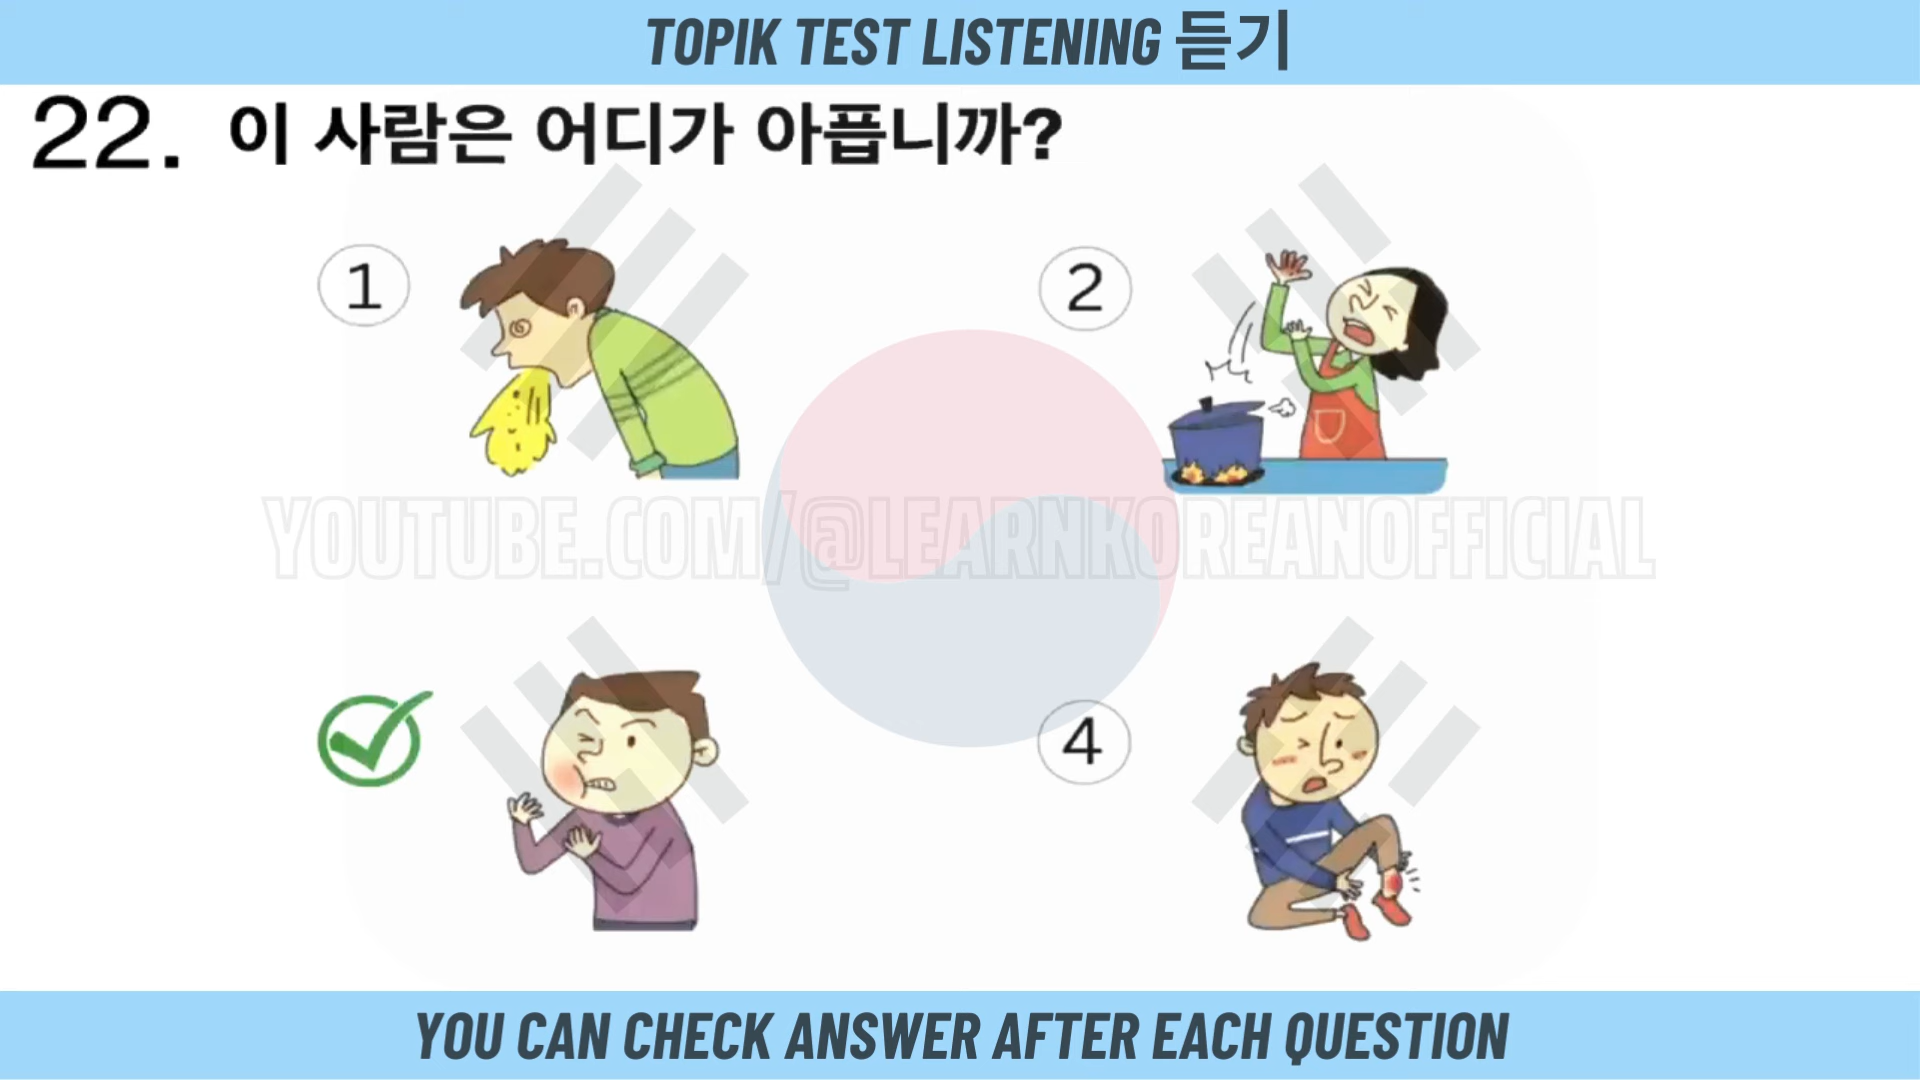 TOPIK TEST LISTENING 듣기
22. 이 사람은 어디가 아픕니까?
1
2
YOUTUBE.COM/@LEARNKOREANOFFICIAL
4
YOU CAN CHECK ANSWER AFTER EACH QUESTION